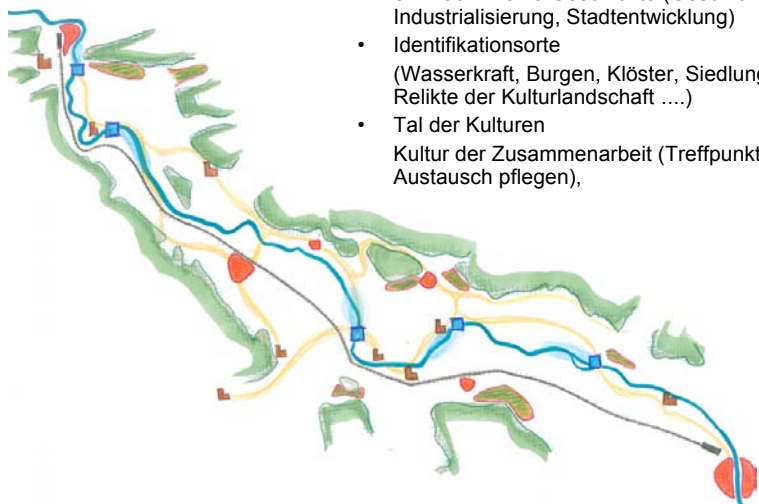 Industrialisierung, Stadtentwicklung)
• Identifikationsorte
(Wasserkraft, Burgen, Klöster, Siedlung
Relikte der Kulturlandschaft ....)
• Tal der Kulturen
Kultur der Zusammenarbeit (Treffpunkt
Austausch pflegen),